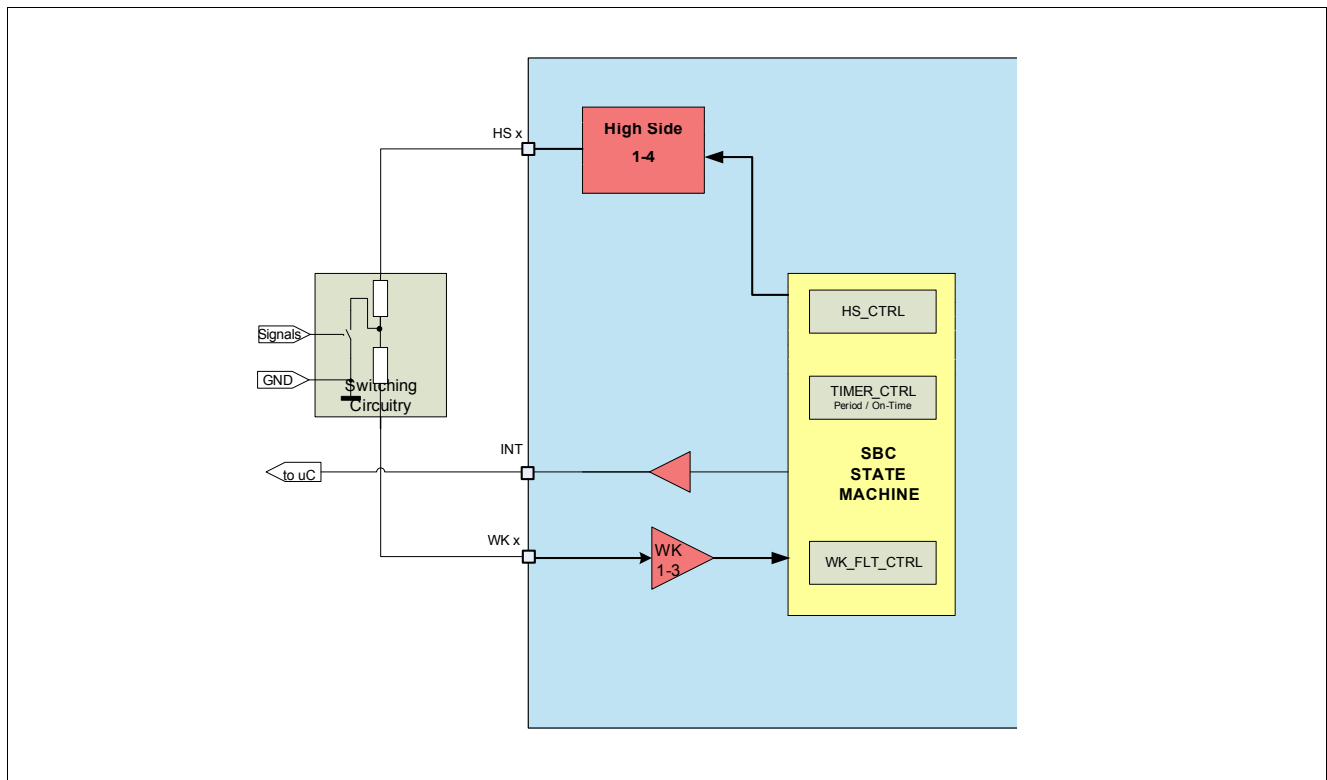 HS x
High Side
1-4
HS_CTRL
Signals
TIMER_CTRL
Period / On-Time
GND
Switching
Circuitry
INT
SBC
STATE
MACHINE
to uC
WK x
WK
1-3
WK_FLT_CTRL